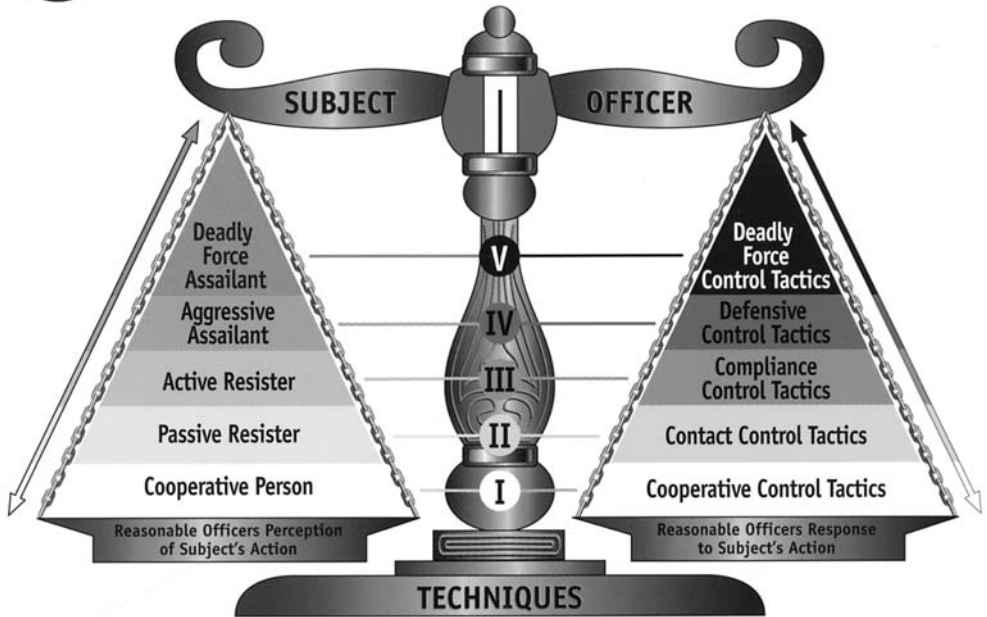 SUBJECT
OFFICER
Deadly
Force
Assailant
Aggressive
Assailant
Active Resister
Passive Resister
Cooperative Person
Reasonable Officers Perception
of Subject's Action
V
IV
III
II
I
Deadly
Force
Control Tactics
Defensive
Control Tactics
Compliance
Control Tactics
Contact Control Tactics
Cooperative Control Tactics
Reasonable Officers Response
to Subject's Action
TECHNIQUES